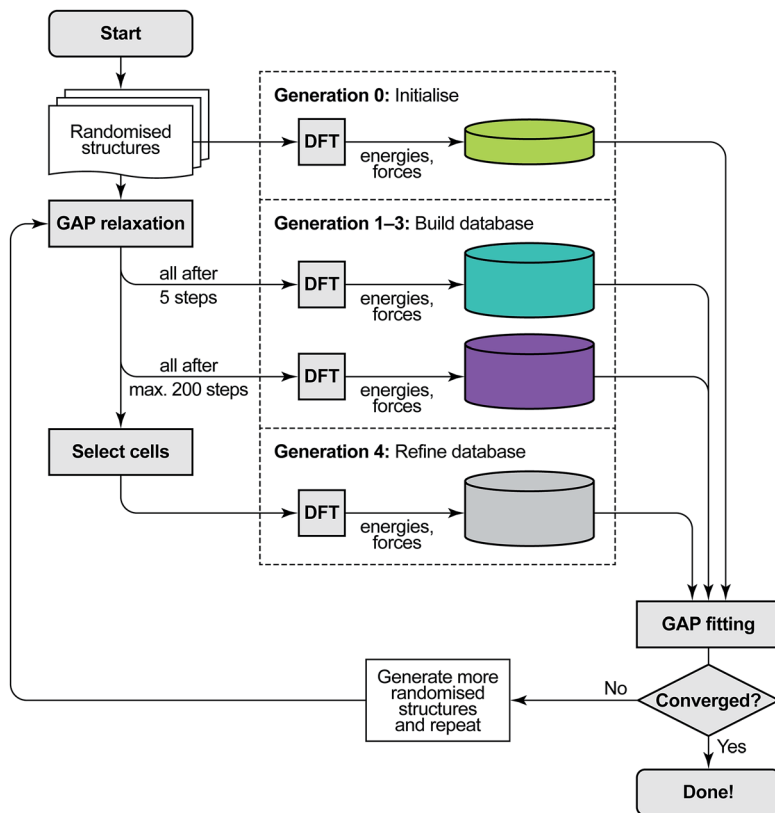 Start
Randomised
structures
Generation 0: Initialise
DFT
energies,
forces
GAP relaxation
Generation 1–3: Build database
all after
5 steps
DFT
energies,
forces
all after
max. 200 steps
DFT
energies,
forces
Select cells
Generation 4: Refine database
DFT
energies,
forces
GAP fitting
Converged?
No
Generate more
randomised
structures
and repeat
Yes
Done!